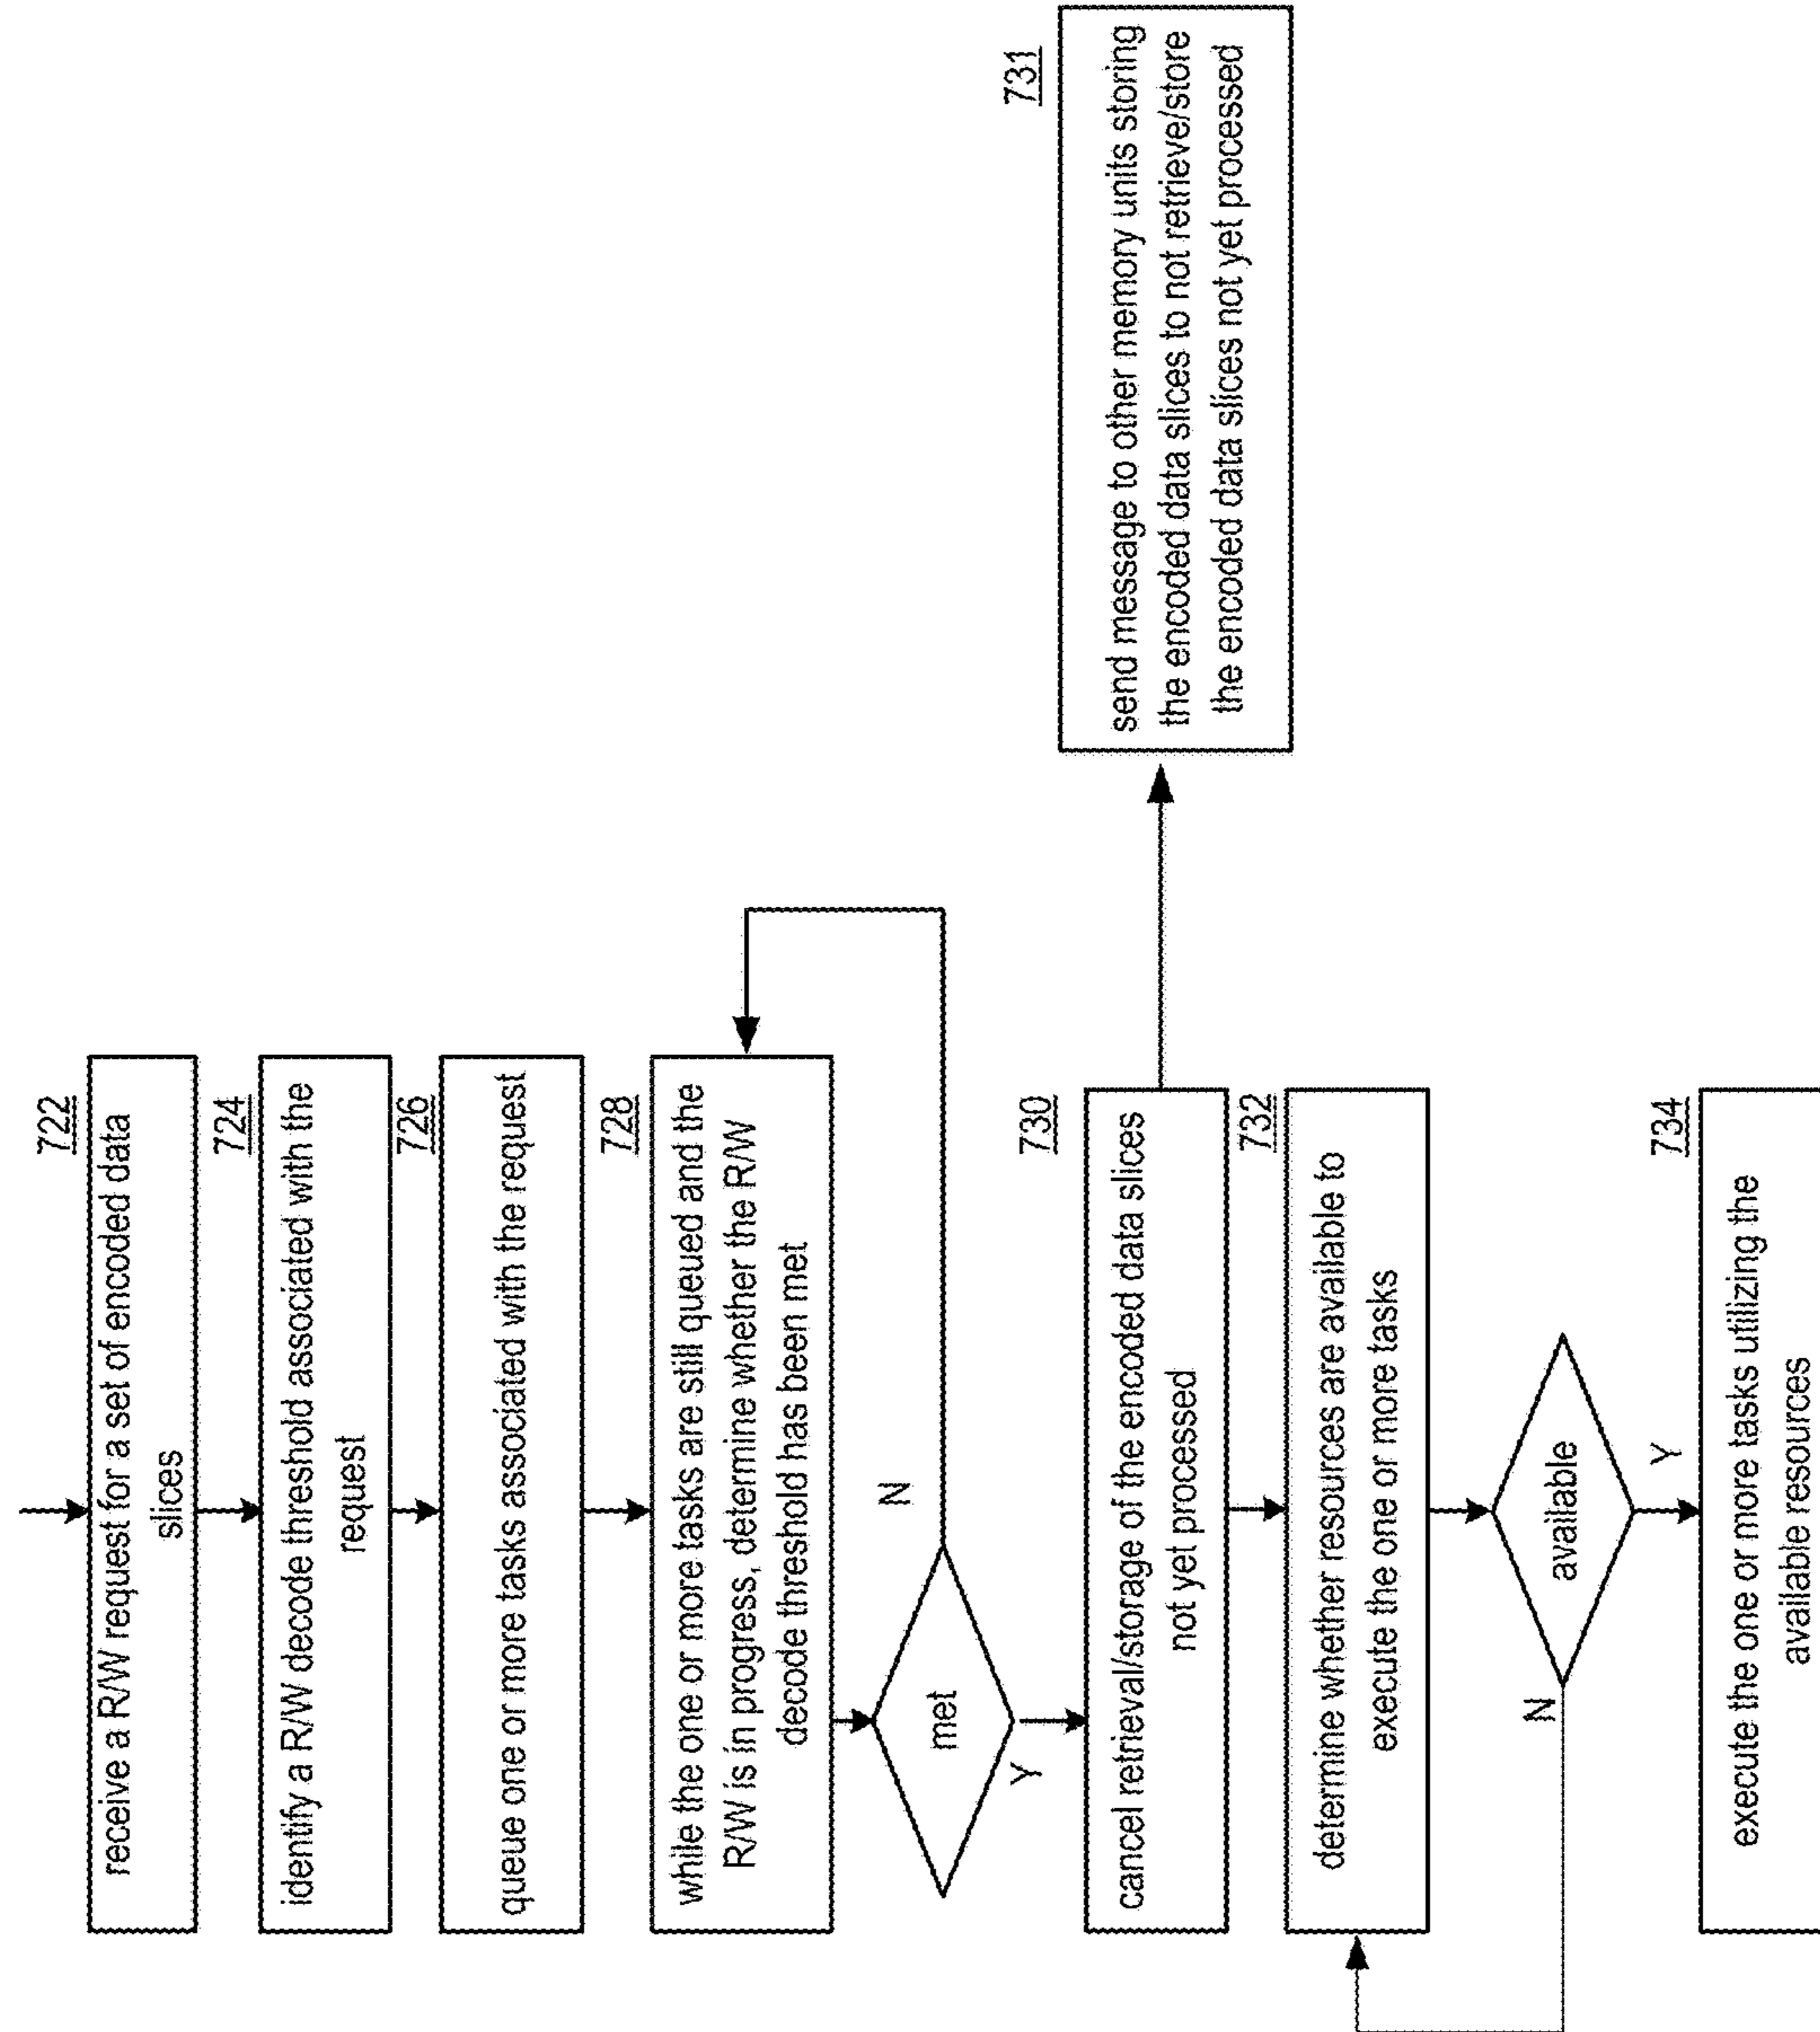 722
receive a R/W request for a set of encoded data
slices
724
identify a R/W decode threshold associated with the
request
726
queue one or more tasks associated with the request
728
while the one or more tasks are still queued and the
R/W is in progress, determine whether the R/W
decode threshold has been met
met
N
Y
730
cancel retrieval/storage of the encoded data slices
not yet processed
731
send message to other memory units storing
the encoded data slices to not retrieve/store
the encoded data slices not yet processed
732
determine whether resources are available to
execute the one or more tasks
available
N
Y
734
execute the one or more tasks utilizing the
available resources